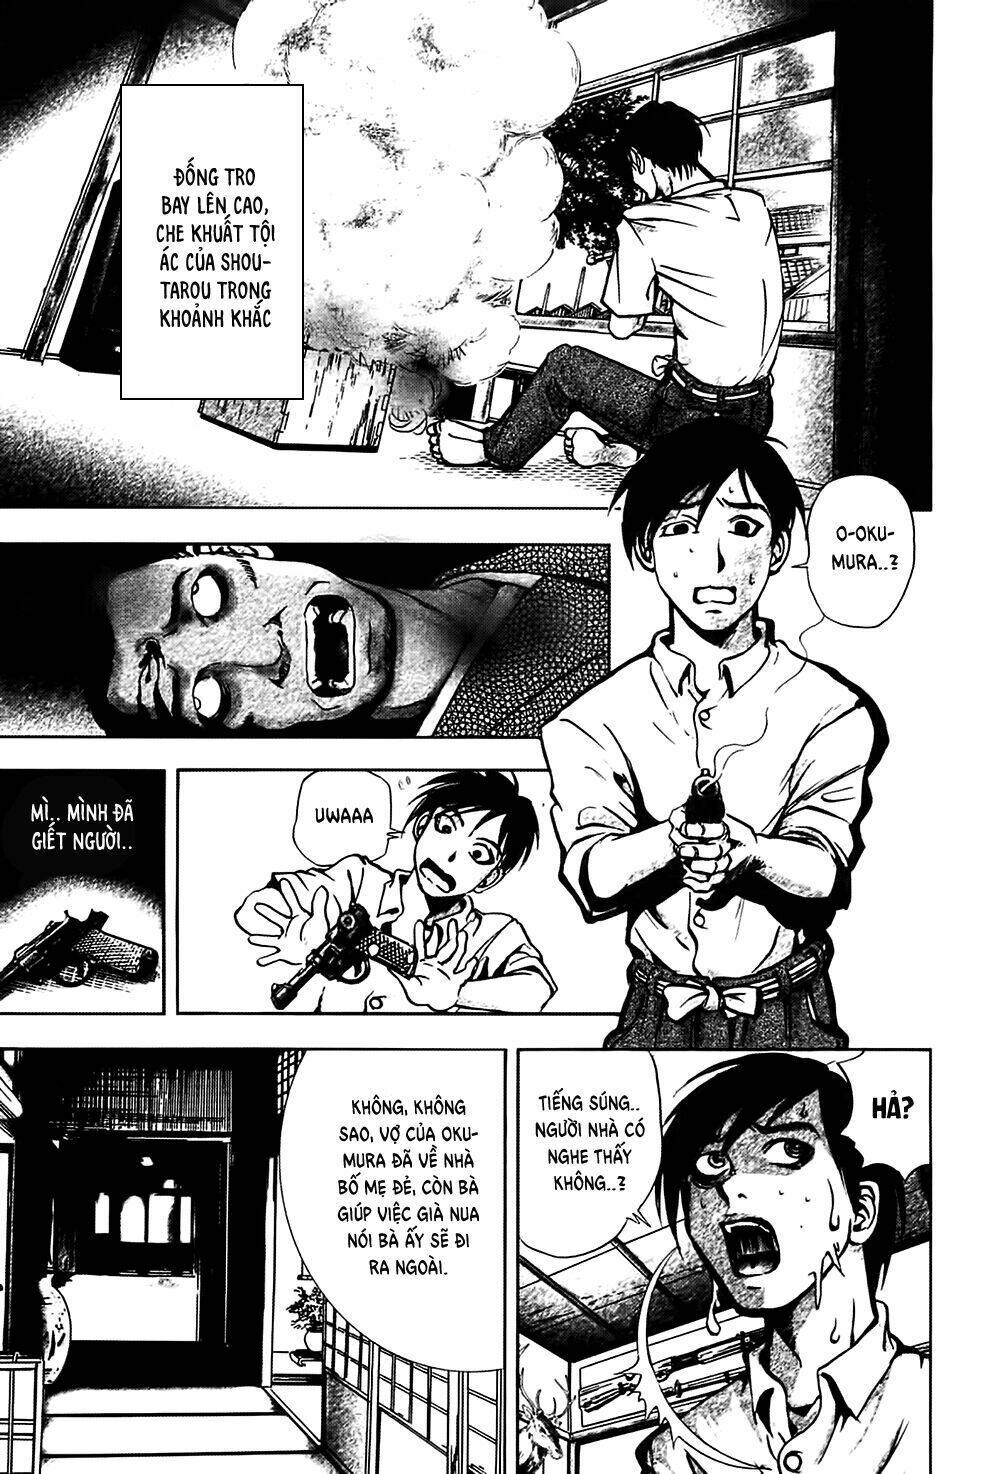 ĐỐNG TRO
BAY LÊN CAO,
CHE KHUẤT TỘI
ÁC CỦA SHOU-
TAROU TRONG
KHOẢNH KHẮC
O-OKU-
MURA..?
UWAAA
MÌ.. MÌNH ĐÃ
GIẾT NGƯỜI..
HẢ?
TIẾNG SÚNG..
NGƯỜI NHÀ CÓ
NGHE THẤY
KHÔNG..?
KHÔNG, KHÔNG
SAO, VỢ CỦA OKU-
MURA ĐÃ VỀ NHÀ
BỐ MẸ ĐẺ, CÒN BÀ
GIÚP VIỆC GIÀ NUA
NÓI BÀ ẤY SẼ ĐI
RA NGOÀI.